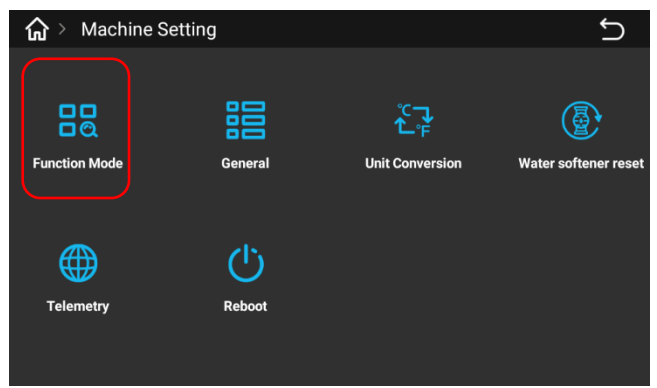 > Machine Setting
°C
°F
Function Mode
General
Unit Conversion
Water softener reset
Telemetry
Reboot